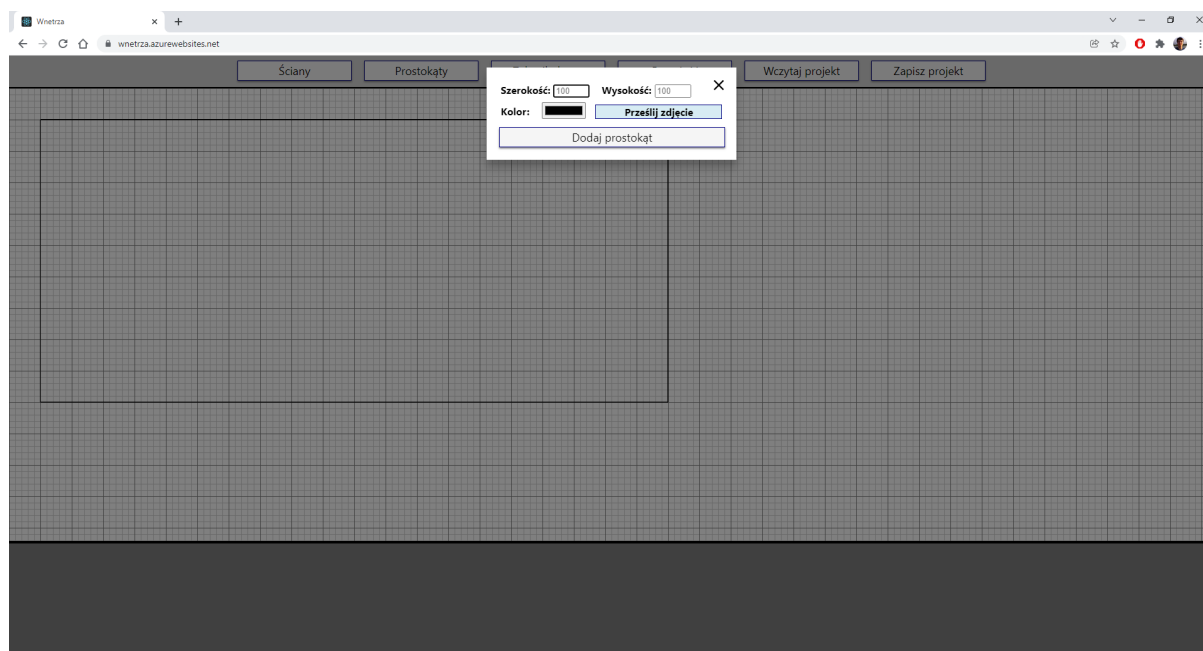 Wnetrza
wnetrza.azurewebsites.net
Ściany Prostokąty Wczytaj projekt Zapisz projekt
Szerokość: 100 Wysokość: 100
Kolor: Prześlij zdjęcie
Dodaj prostokąt